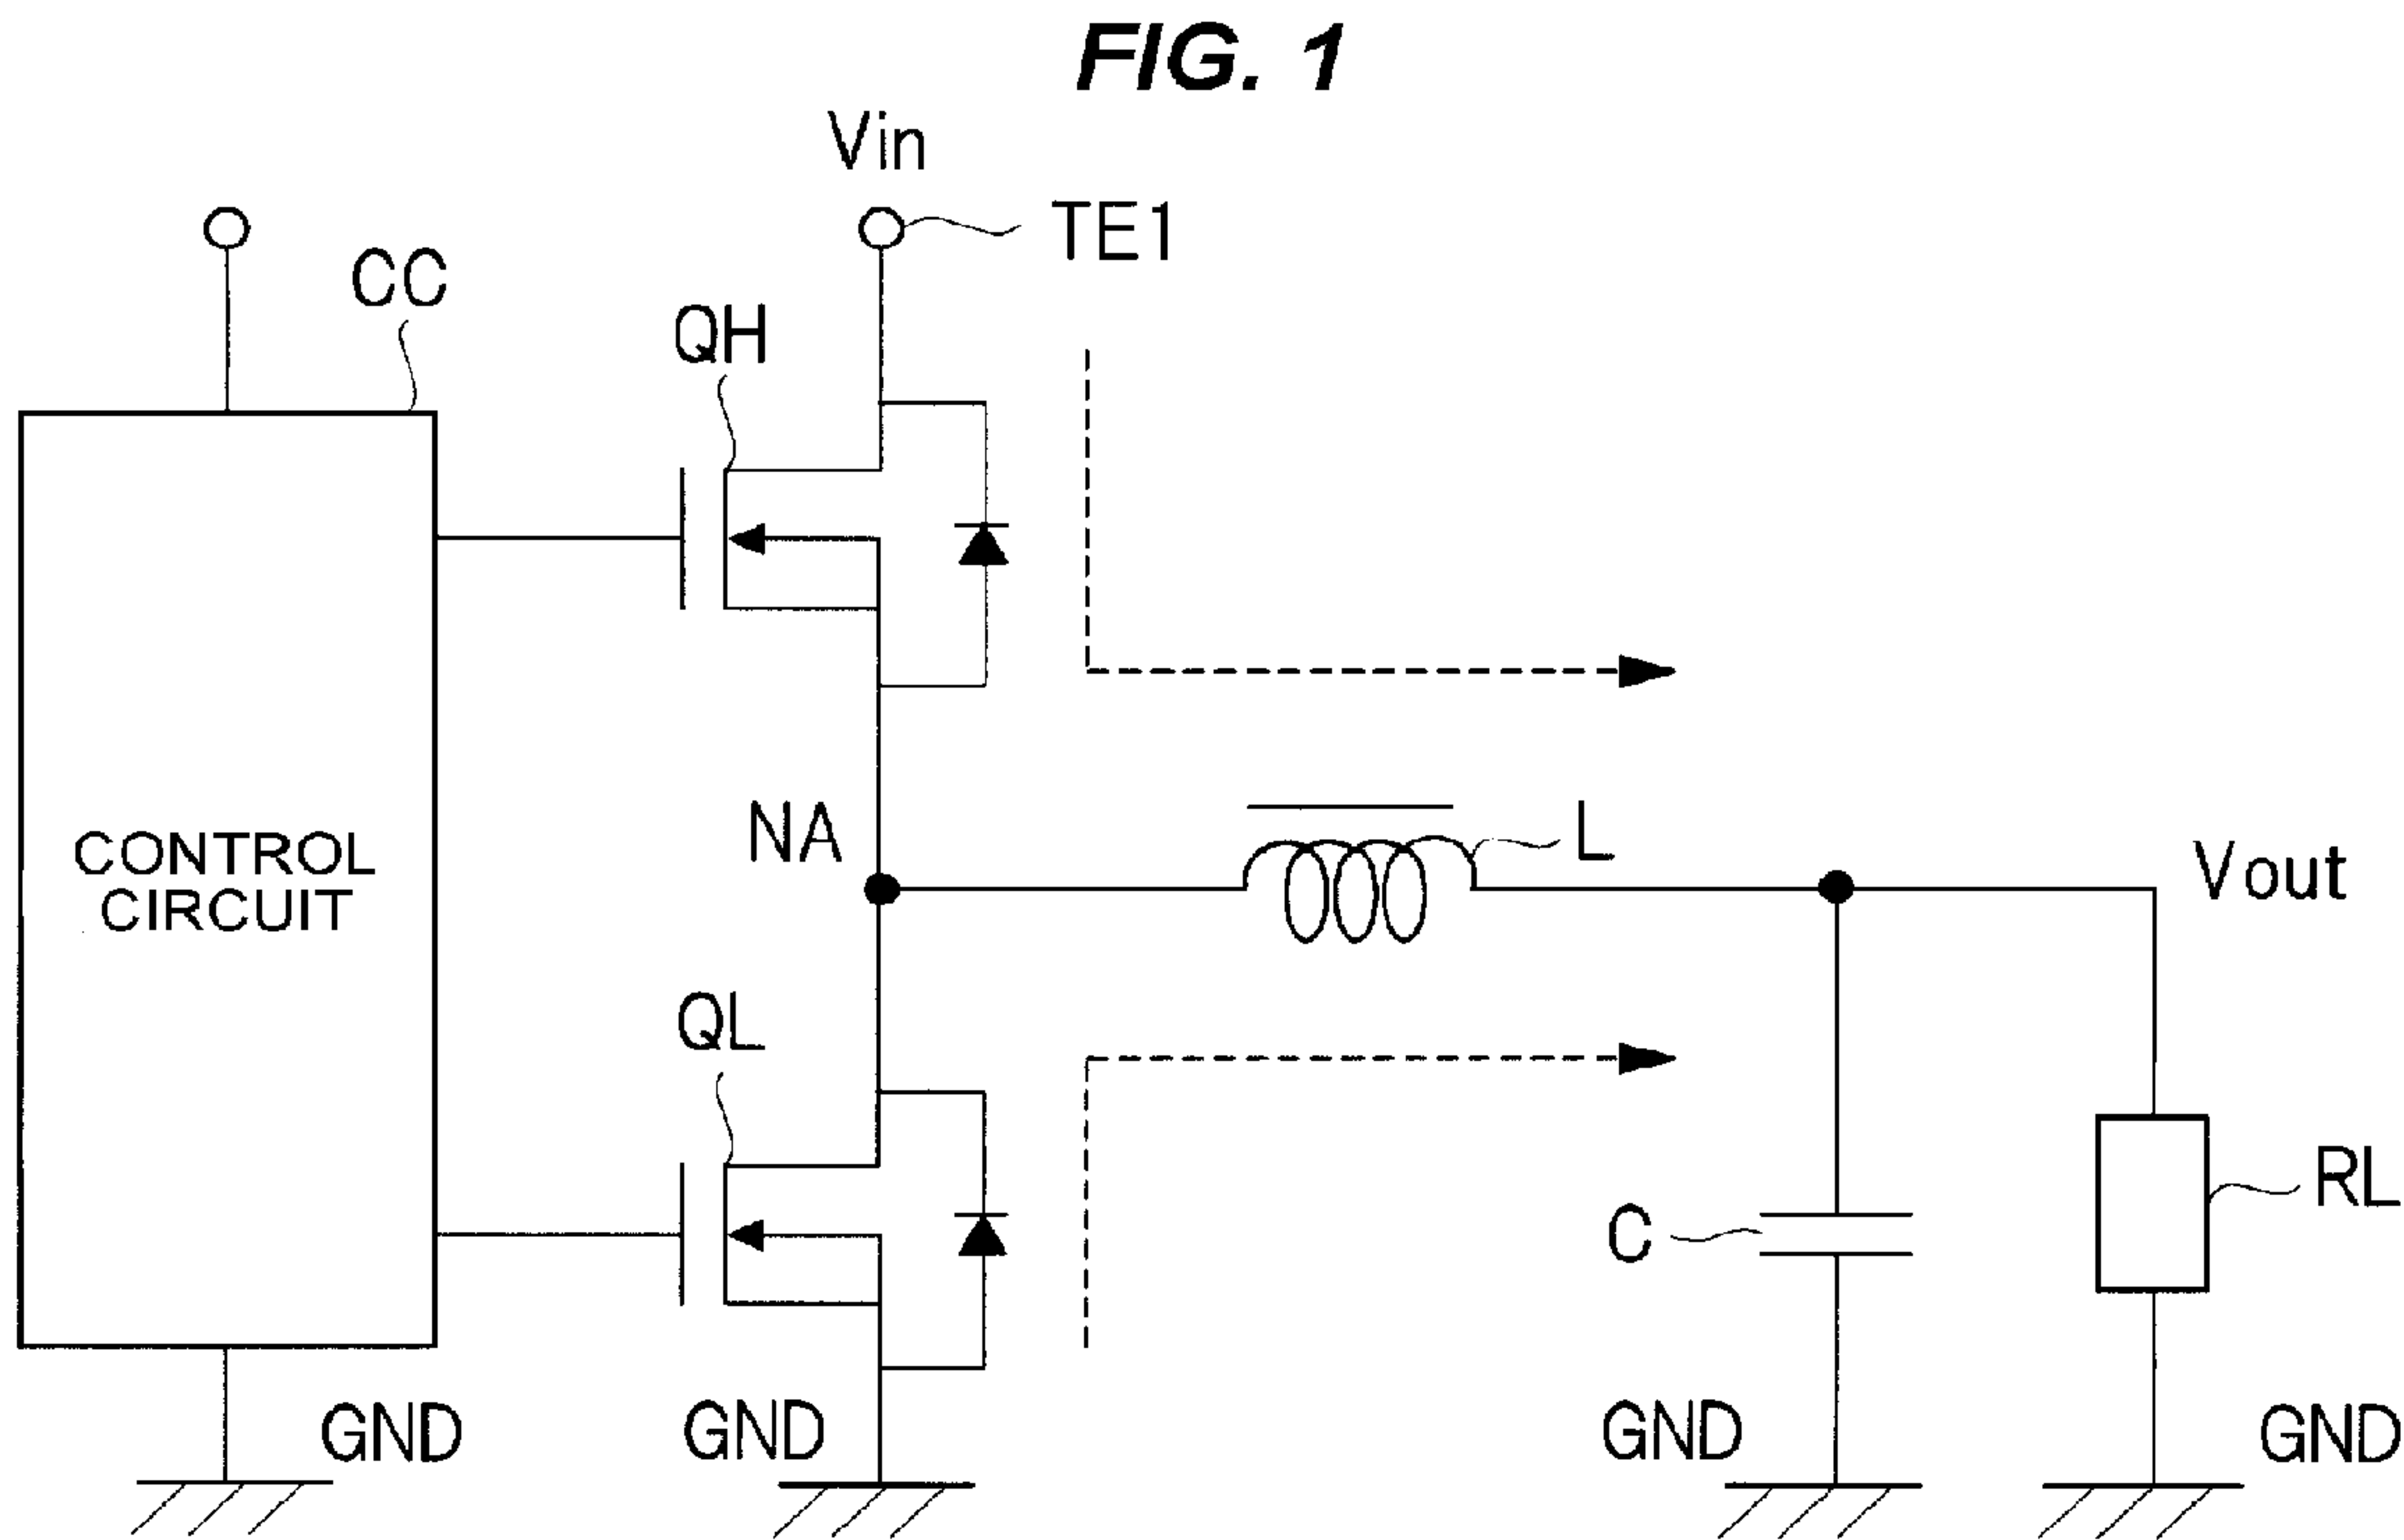 FIG. 1
Vin
TE1
CC
QH
NA
L
Vout
CONTROL
CIRCUIT
QL
RL
C
GND
GND
GND
GND